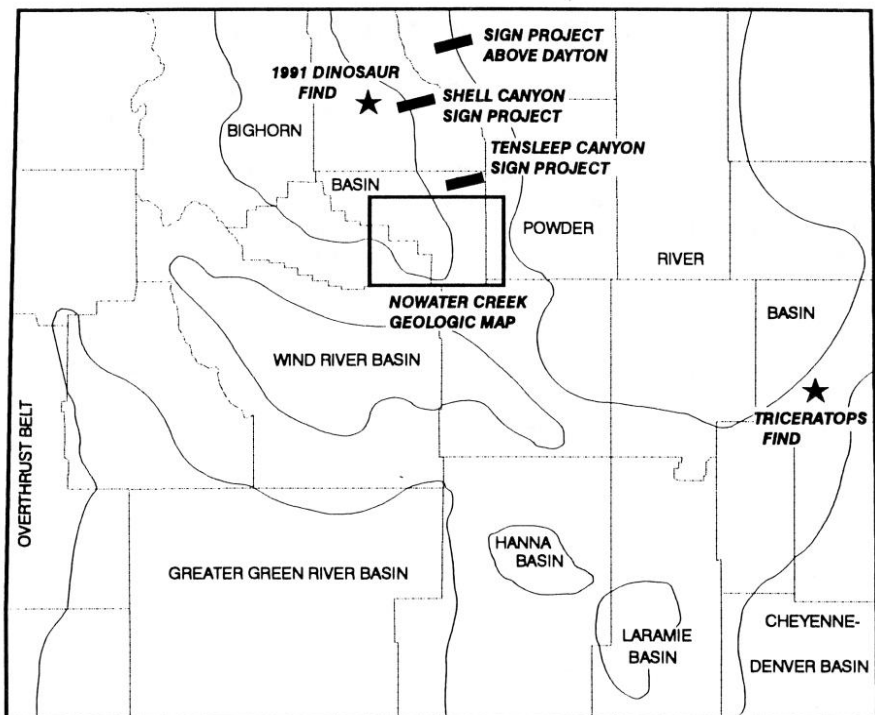 SIGN PROJECT
ABOVE DAYTON
1991 DINOSAUR
FIND
SHELL CANYON
SIGN PROJECT
BIGHORN
TENSLEEP CANYON
SIGN PROJECT
BASIN
POWDER
RIVER
NOWATER CREEK
GEOLOGIC MAP
BASIN
WIND RIVER BASIN
TRICERATOPS
FIND
OVERTHRUST BELT
HANNA
BASIN
GREATER GREEN RIVER BASIN
LARAMIE
BASIN
CHEYENNE-
DENVER BASIN